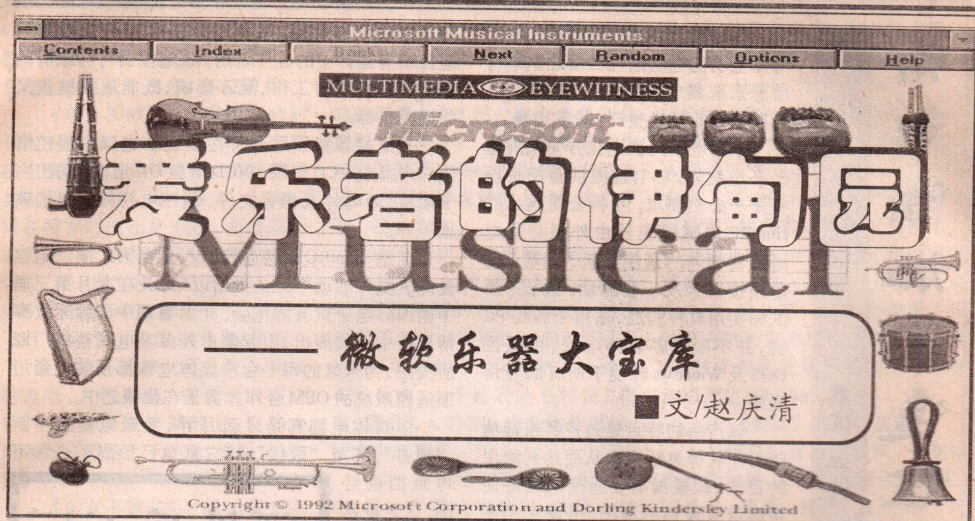 Microsoft Musical Instruments
Contents Index Back Next Random Options Help
MULTIMEDIA EYEWITNESS
Microsoft
爱乐者的伊甸园
Musical
——微软乐器大宝库
■文/赵庆清
Copyright © 1992 Microsoft Corporation and Dorling Kindersley Limited